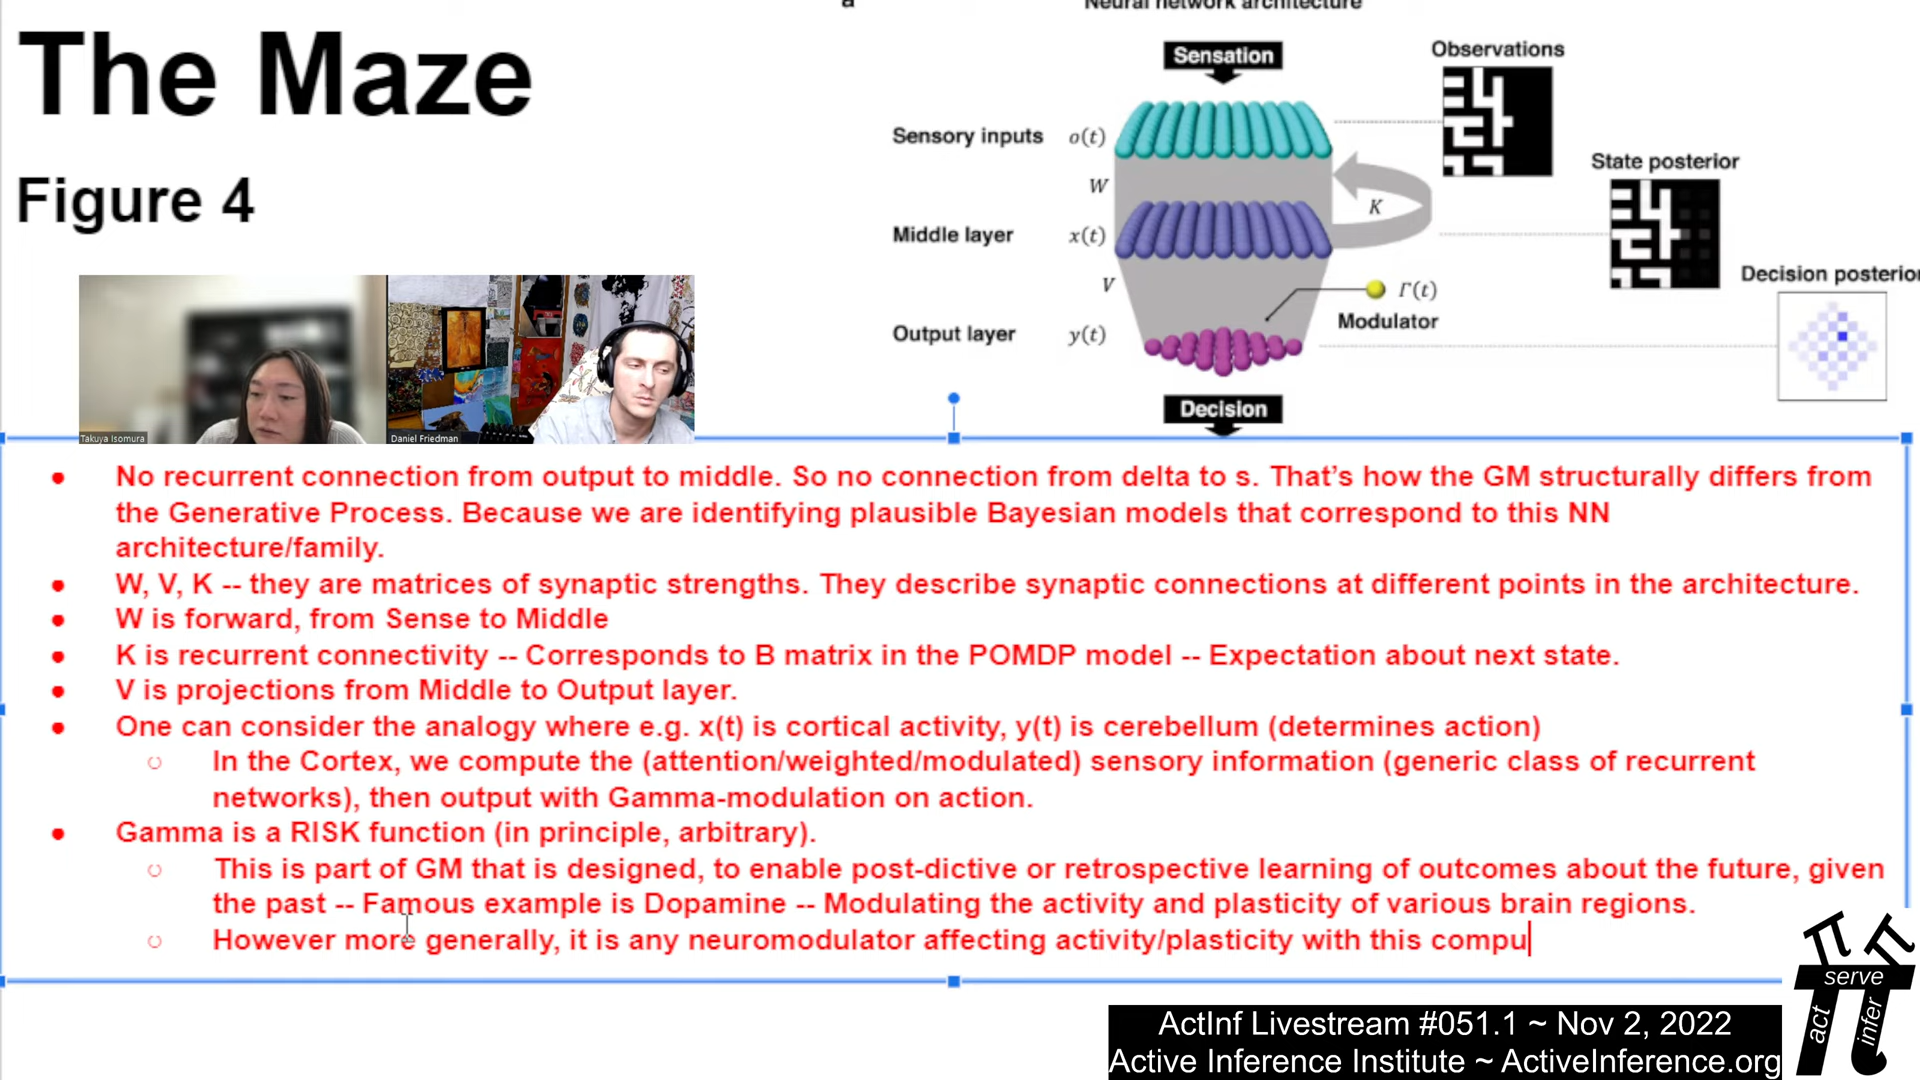 The Maze
Figure 4
a
Neural network architecture
Sensation
Observations
Sensory inputs o(t)
W
State posterior
K
Middle layer x(t)
Decision posterior
V
Γ(t)
Modulator
Output layer y(t)
Decision
Takuya Isomura
Daniel Friedman
• No recurrent connection from output to middle. So no connection from delta to s. That’s how the GM structurally differs from
the Generative Process. Because we are identifying plausible Bayesian models that correspond to this NN
architecture/family.
• W, V, K -- they are matrices of synaptic strengths. They describe synaptic connections at different points in the architecture.
• W is forward, from Sense to Middle
• K is recurrent connectivity -- Corresponds to B matrix in the POMDP model -- Expectation about next state.
• V is projections from Middle to Output layer.
• One can consider the analogy where e.g. x(t) is cortical activity, y(t) is cerebellum (determines action)
○ In the Cortex, we compute the (attention/weighted/modulated) sensory information (generic class of recurrent
networks), then output with Gamma-modulation on action.
• Gamma is a RISK function (in principle, arbitrary).
○ This is part of GM that is designed, to enable post-dictive or retrospective learning of outcomes about the future, given
the past -- Famous example is Dopamine -- Modulating the activity and plasticity of various brain regions.
○ However more generally, it is any neuromodulator affecting activity/plasticity with this compu
serve
act
infer
ActInf Livestream #051.1 ~ Nov 2, 2022
Active Inference Institute ~ ActiveInference.org